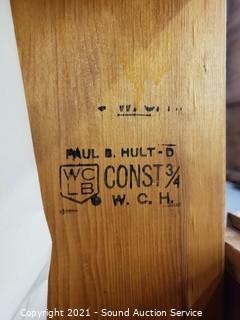 PAUL B. HULT-D
WC
LB
CONST 3/4
W. C. H.
Copyright 2021 - Sound Auction Service